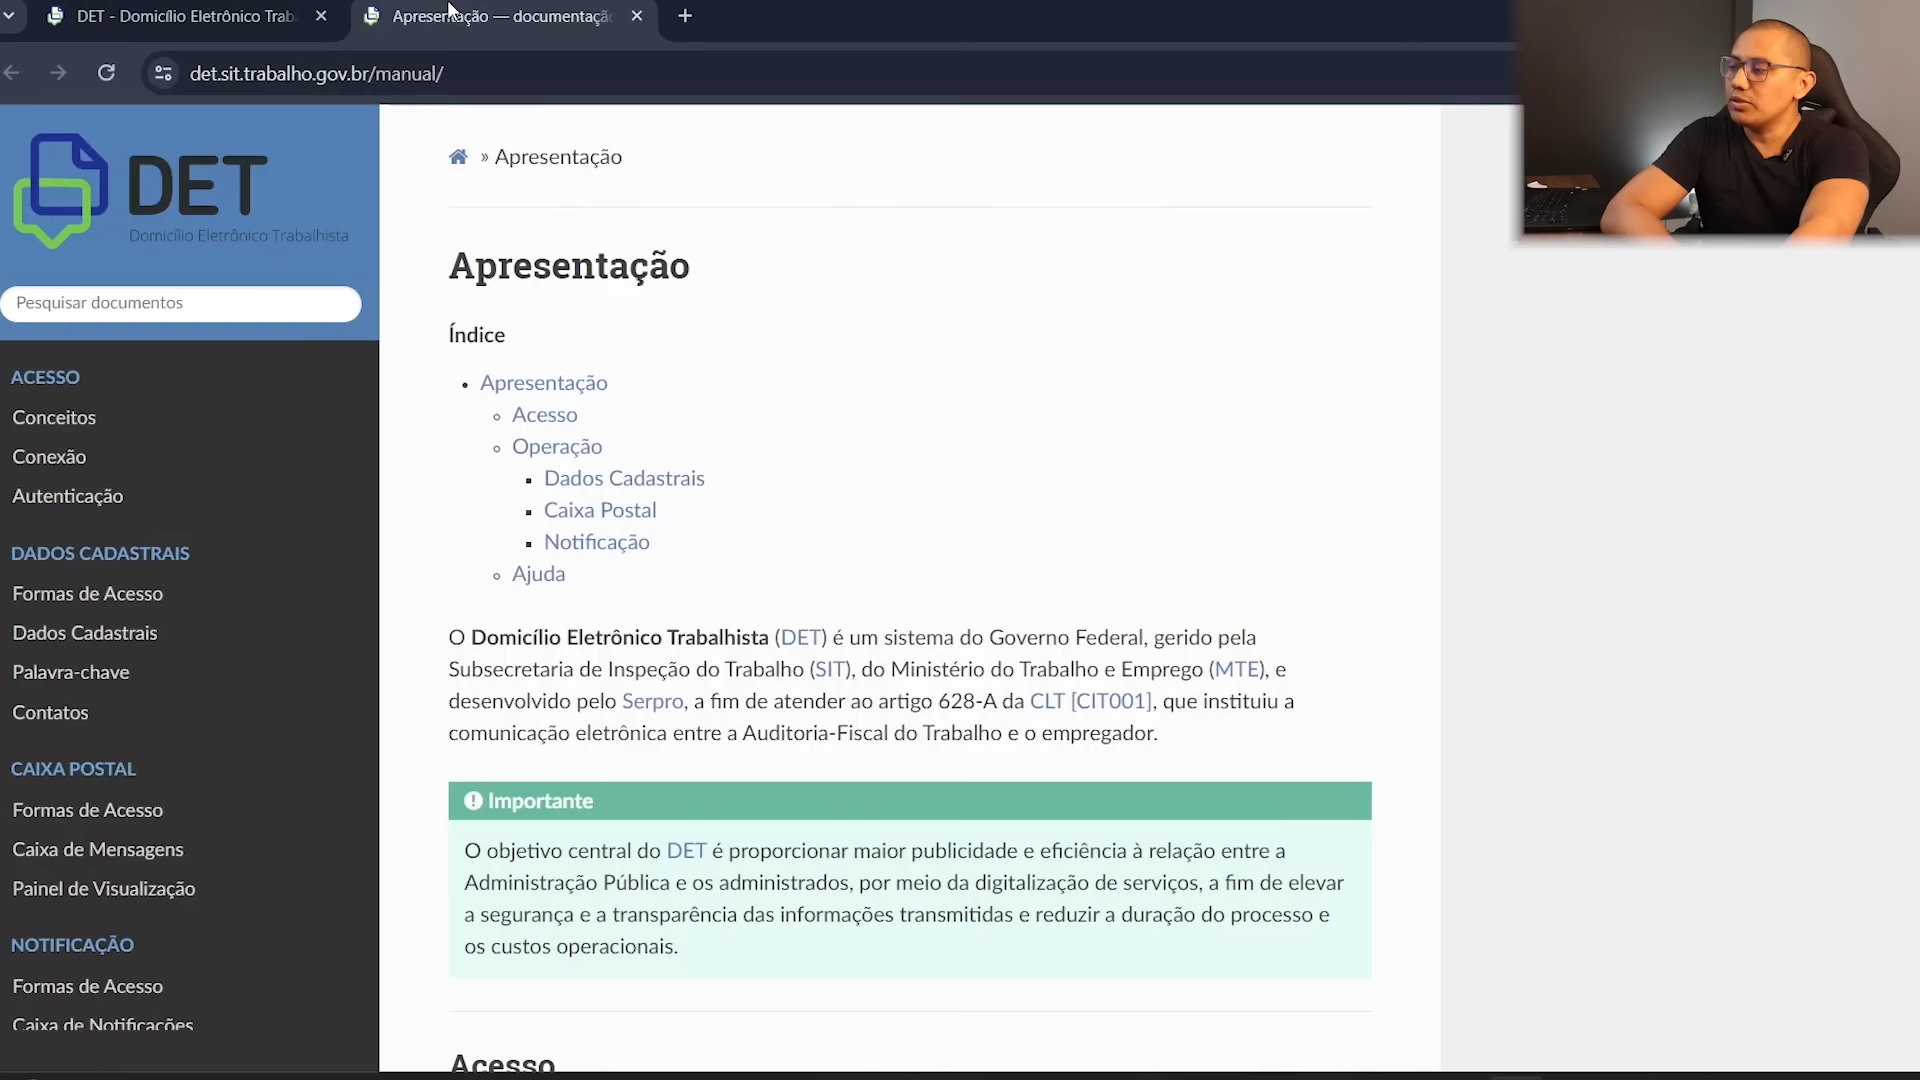 DET - Domicílio Eletrônico Trab
Apresentação — documentaçã
det.sit.trabalho.gov.br/manual/
DET
Domicílio Eletrônico Trabalhista
Pesquisar documentos
ACESSO
Conceitos
Conexão
Autenticação
DADOS CADASTRAIS
Formas de Acesso
Dados Cadastrais
Palavra-chave
Contatos
CAIXA POSTAL
Formas de Acesso
Caixa de Mensagens
Painel de Visualização
NOTIFICAÇÃO
Formas de Acesso
Caixa de Notificações
» Apresentação
Apresentação
Índice
Apresentação
Acesso
Operação
Dados Cadastrais
Caixa Postal
Notificação
Ajuda
O Domicílio Eletrônico Trabalhista (DET) é um sistema do Governo Federal, gerido pela
Subsecretaria de Inspeção do Trabalho (SIT), do Ministério do Trabalho e Emprego (MTE), e
desenvolvido pelo Serpro, a fim de atender ao artigo 628-A da CLT [CIT001], que instituiu a
comunicação eletrônica entre a Auditoria-Fiscal do Trabalho e o empregador.
Importante
O objetivo central do DET é proporcionar maior publicidade e eficiência à relação entre a
Administração Pública e os administrados, por meio da digitalização de serviços, a fim de elevar
a segurança e a transparência das informações transmitidas e reduzir a duração do processo e
os custos operacionais.
Acesso